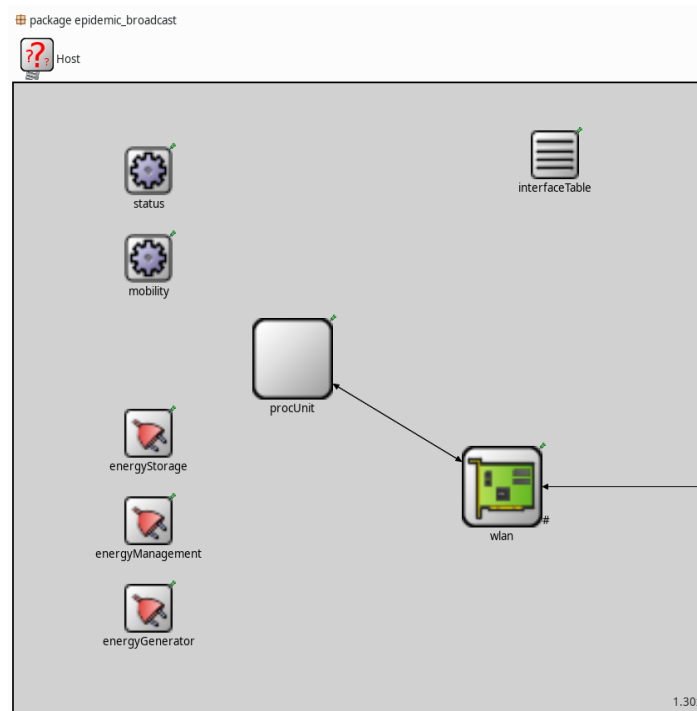 package epidemic_broadcast
??? Host
status
interfaceTable
mobility
procUnit
energyStorage
wlan
#
energyManagement
energyGenerator
1.30